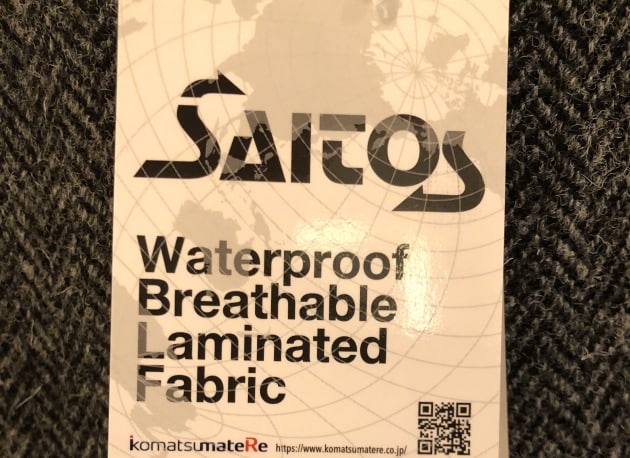 SAITOS
Waterproof
Breathable
Laminated
Fabric
komatsumateRe https://www.komatsumatere.co.jp/